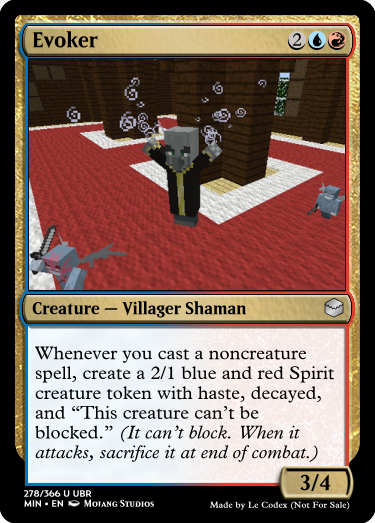 Evoker 2
Creature — Villager Shaman
Whenever you cast a noncreature
spell, create a 2/1 blue and red Spirit
creature token with haste, decayed,
and “This creature can't be
blocked.” (It can't block. When it
attacks, sacrifice it at end of combat.)
3/4
278/366 U UBR
MIN • EN Mojang Studios
Made by Le Codex (Not For Sale)